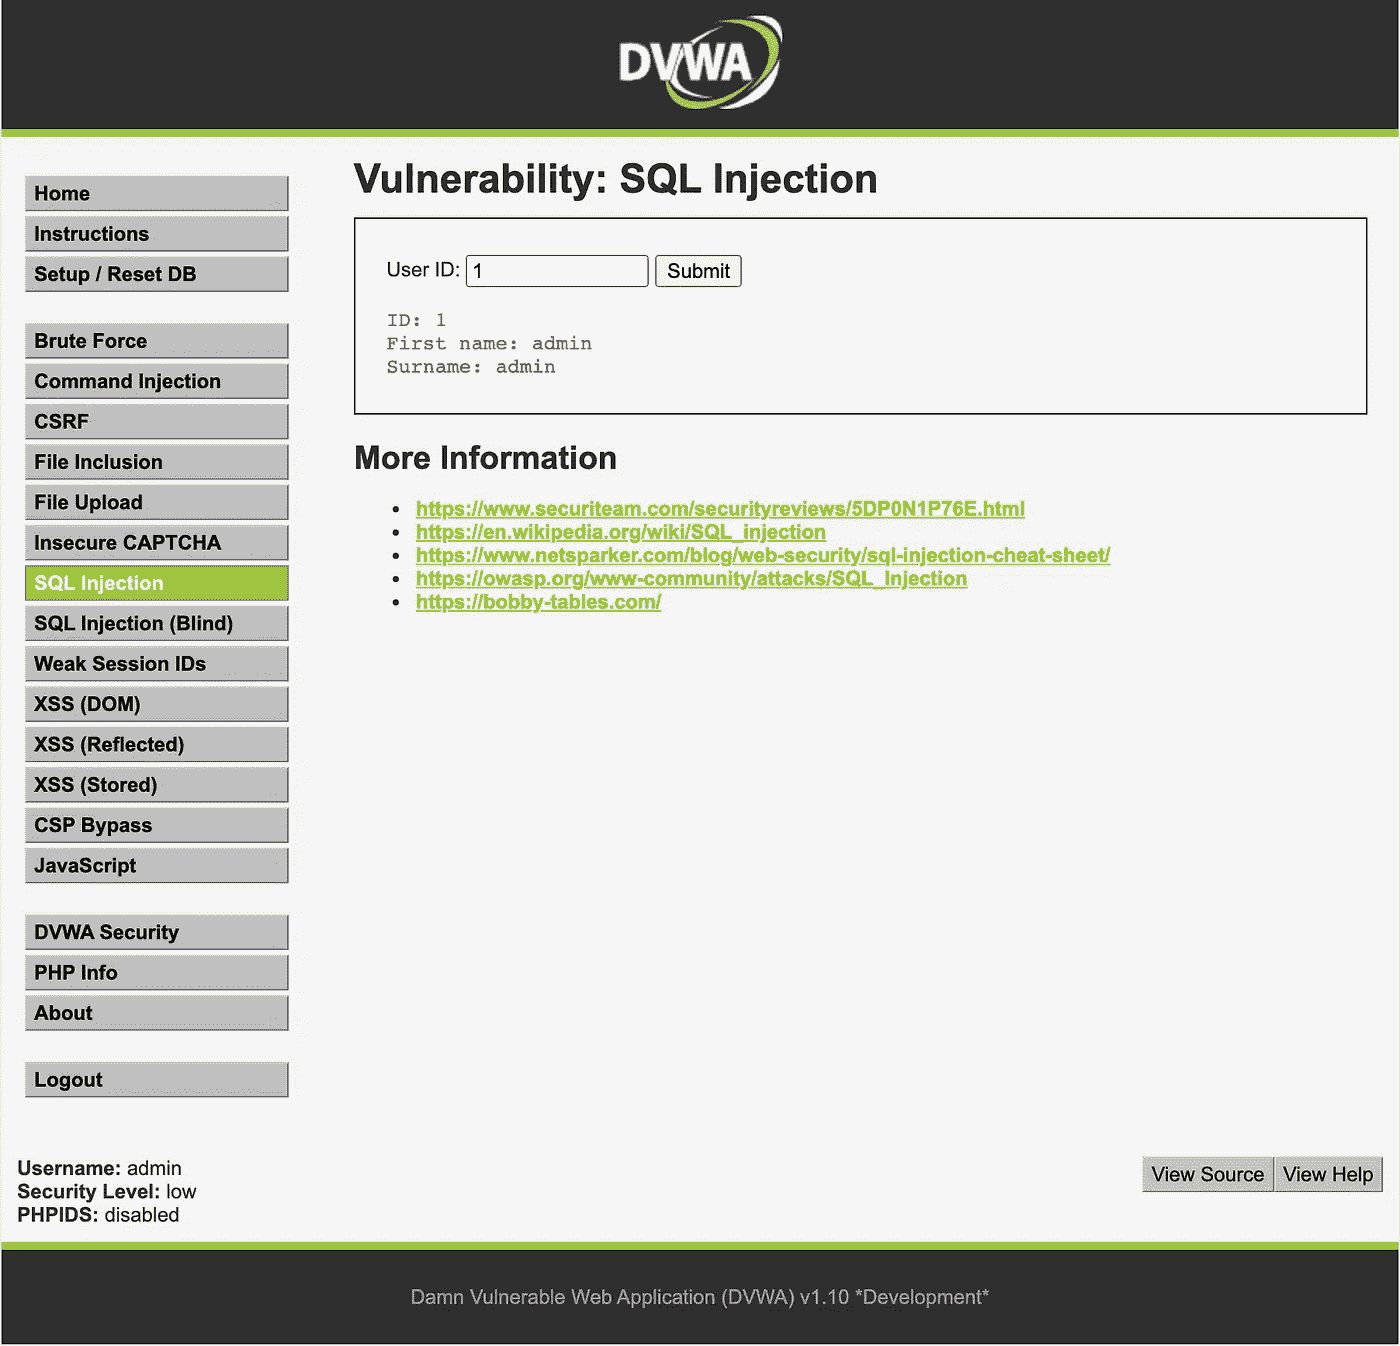 DVWA
Home
Instructions
Setup / Reset DB
Brute Force
Command Injection
CSRF
File Inclusion
File Upload
Insecure CAPTCHA
SQL Injection
SQL Injection (Blind)
Weak Session IDs
XSS (DOM)
XSS (Reflected)
XSS (Stored)
CSP Bypass
JavaScript
DVWA Security
PHP Info
About
Logout
Vulnerability: SQL Injection
User ID: 1 Submit
ID: 1
First name: admin
Surname: admin
More Information
https://www.securiteam.com/securityreviews/5DP0N1P76E.html
https://en.wikipedia.org/wiki/SQL_injection
https://www.netsparker.com/blog/web-security/sql-injection-cheat-sheet/
https://owasp.org/www-community/attacks/SQL_Injection
https://bobby-tables.com/
Username: admin
Security Level: low
PHPIDS: disabled
View Source View Help
Damn Vulnerable Web Application (DVWA) v1.10 *Development*